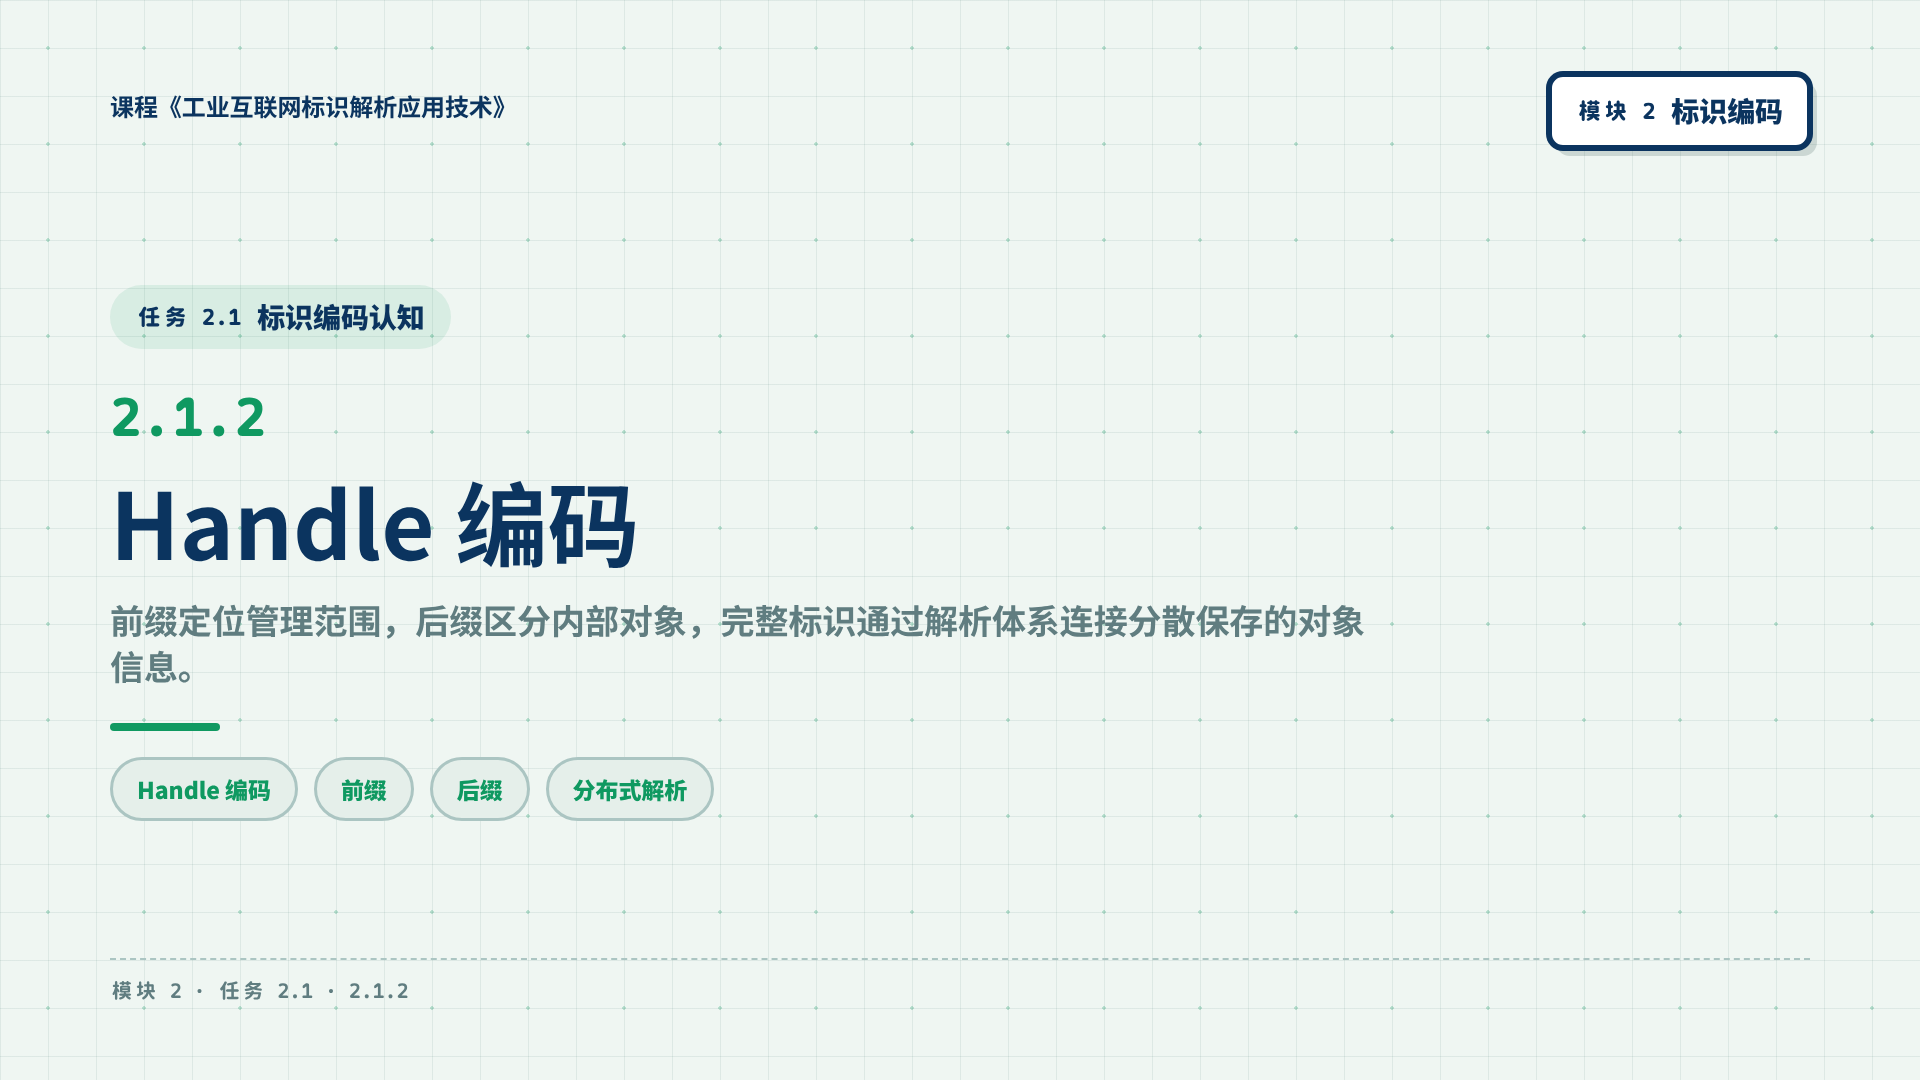 课程《工业互联网标识解析应用技术》
模块 2 标识编码
任务 2.1 标识编码认知
2.1.2
Handle 编码
前缀定位管理范围，后缀区分内部对象，完整标识通过解析体系连接分散保存的对象
信息。
Handle 编码 前缀 后缀 分布式解析
模块 2 · 任务 2.1 · 2.1.2